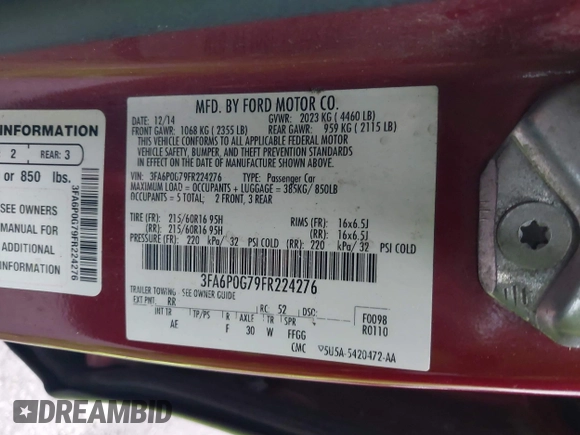 INFORMATION
2 REAR: 3
or 850 lbs.
SEE OWNERS
MANUAL FOR
ADDITIONAL
INFORMATION
3FA6P0G79FR224276
MFD. BY FORD MOTOR CO.
DATE: 12/14 GVWR: 2023 KG ( 4460 LB)
FRONT GAWR: 1068 KG ( 2355 LB) REAR GAWR: 959 KG ( 2115 LB)
THIS VEHICLE CONFORMS TO ALL APPLICABLE FEDERAL MOTOR
VEHICLE SAFETY, BUMPER, AND THEFT PREVENTION STANDARDS IN
EFFECT ON THE DATE OF MANUFACTURE SHOWN ABOVE.
VIN: 3FA6P0G79FR224276 TYPE: Passenger Car
MAXIMUM LOAD = OCCUPANTS + LUGGAGE = 385KG/ 850LB
OCCUPANTS = 5 TOTAL: 2 FRONT, 3 REAR
TIRE (FR): 215/60R16 95H (FR): 16x6.5J
(RR): 215/60R16 95H (RR): 16x6.5J
PRESSURE (FR): 220 kPa/ 32 PSI COLD (RR): 220 kPa/ 32 PSI COLD
3FA6P0G79FR224276
TRAILER TOWING - SEE OWNER GUIDE
EXT PNT: RR RC: 52 DSC: F0098
INT TR TP/PS R AXLE TR SPR R0110
AE F 30 W FFGG
CMC 5U5A-5420472-AA
DREAMBID